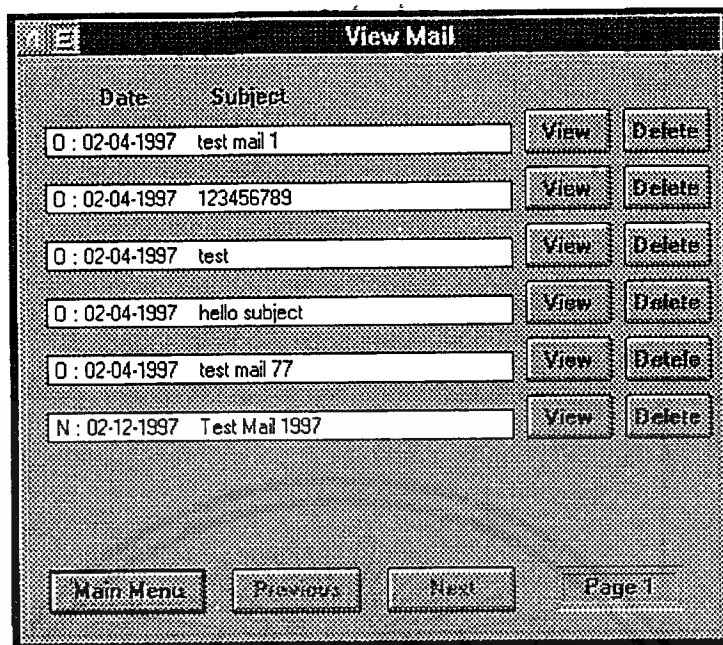 View Mail
Date Subject
O : 02-04-1997 test mail 1 View Delete
O : 02-04-1997 123456789 View Delete
O : 02-04-1997 test View Delete
O : 02-04-1997 hello subject View Delete
O : 02-04-1997 test mail 77 View Detele
N : 02-12-1997 Test Mail 1997 View Delete
Main Menu Previous Next Page 1